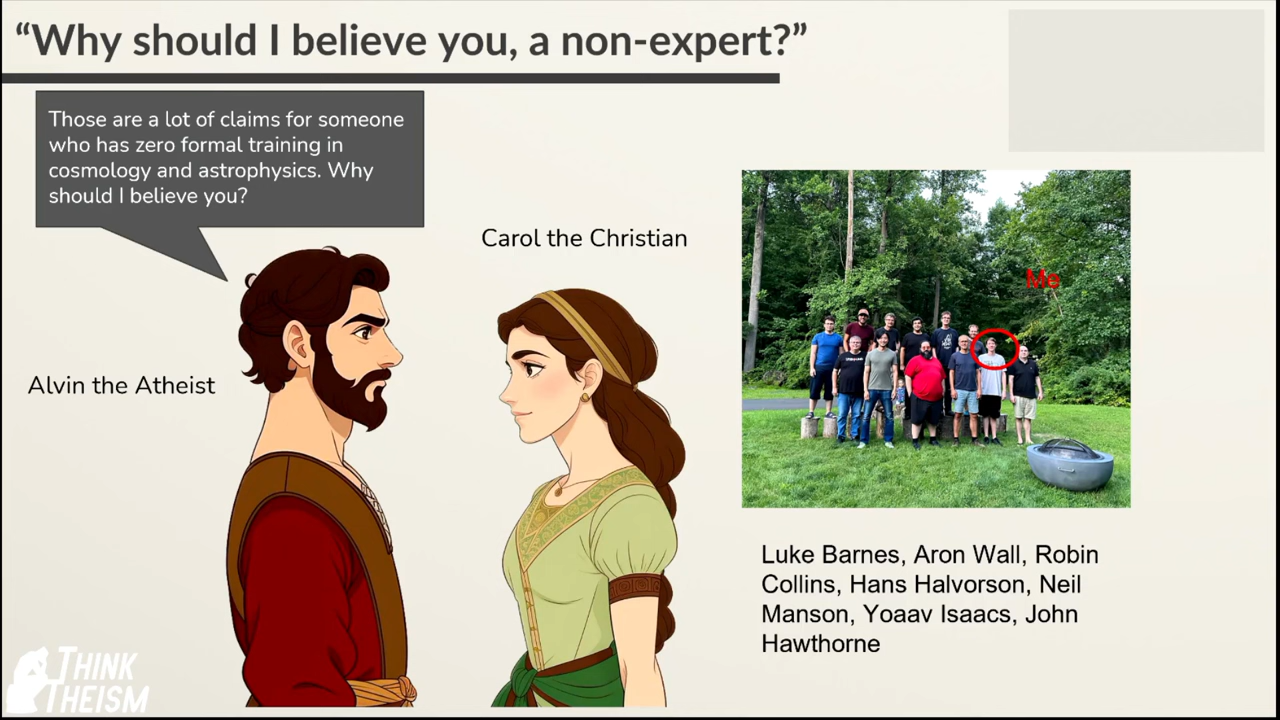 “Why should I believe you, a non-expert?”
Those are a lot of claims for someone
who has zero formal training in
cosmology and astrophysics. Why
should I believe you?
Carol the Christian
Alvin the Atheist
Me
Luke Barnes, Aron Wall, Robin
Collins, Hans Halvorson, Neil
Manson, Yoaav Isaacs, John
Hawthorne
THINK
THEISM